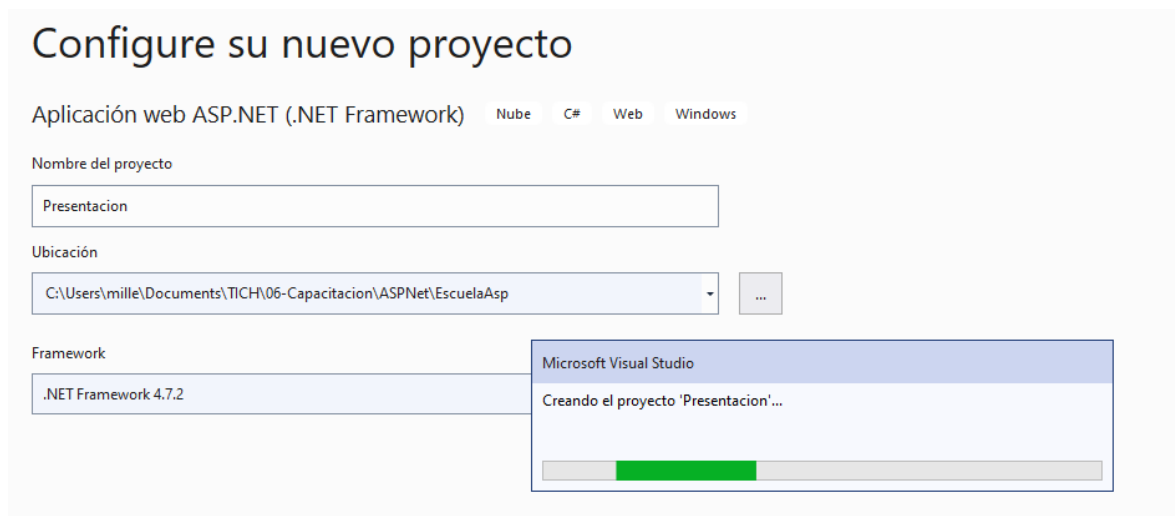 Configure su nuevo proyecto
Aplicación web ASP.NET (.NET Framework) Nube C# Web Windows
Nombre del proyecto
Presentacion
Ubicación
C:\Users\mille\Documents\TICH\06-Capacitacion\ASPNet\EscuelaAsp ...
Framework
.NET Framework 4.7.2
Microsoft Visual Studio
Creando el proyecto 'Presentacion'...